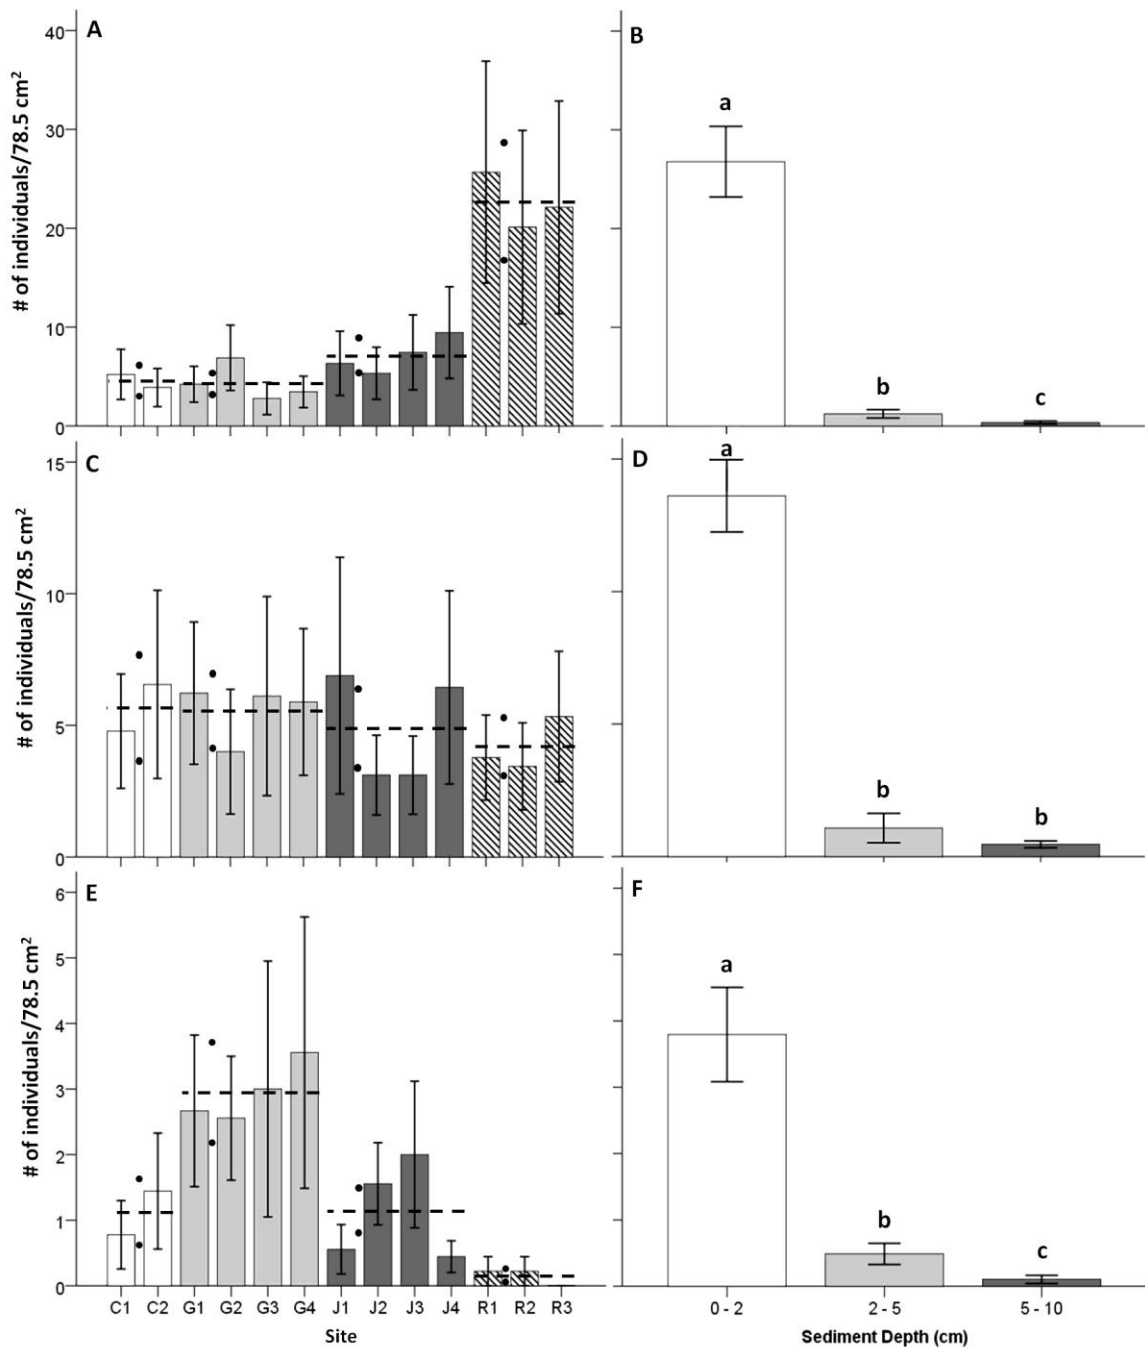 A
B
# of individuals/78.5 cm²
40
30
20
10
0
a
b
c
C
D
# of individuals/78.5 cm²
15
10
5
0
a
b
b
E
F
# of individuals/78.5 cm²
6
5
4
3
2
1
0
a
b
c
C1 C2 G1 G2 G3 G4 J1 J2 J3 J4 R1 R2 R3
Site
0 - 2 2 - 5 5 - 10
Sediment Depth (cm)